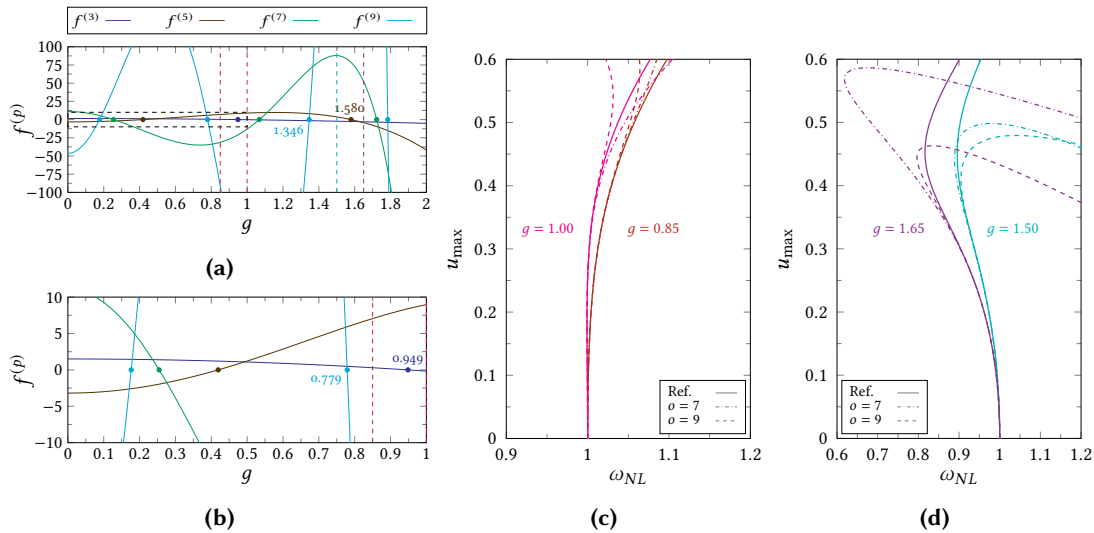 f⁽³⁾ f⁽⁵⁾ f⁽⁷⁾ f⁽⁹⁾
100
75
50
25
0
−25
−50
−75
−100
f⁽ᵖ⁾
1.580
1.346
0 0.2 0.4 0.6 0.8 1 1.2 1.4 1.6 1.8 2
g
(a)
10
5
0
−5
−10
f⁽ᵖ⁾
0.949
0.779
0 0.1 0.2 0.3 0.4 0.5 0.6 0.7 0.8 0.9 1
g
(b)
0.6
0.5
0.4
0.3
0.2
0.1
0
u_max
g = 1.00
g = 0.85
Ref.
o = 7
o = 9
0.9 1 1.1 1.2
ω_NL
(c)
0.6
0.5
0.4
0.3
0.2
0.1
0
u_max
g = 1.65
g = 1.50
Ref.
o = 7
o = 9
0.6 0.7 0.8 0.9 1 1.1 1.2
ω_NL
(d)